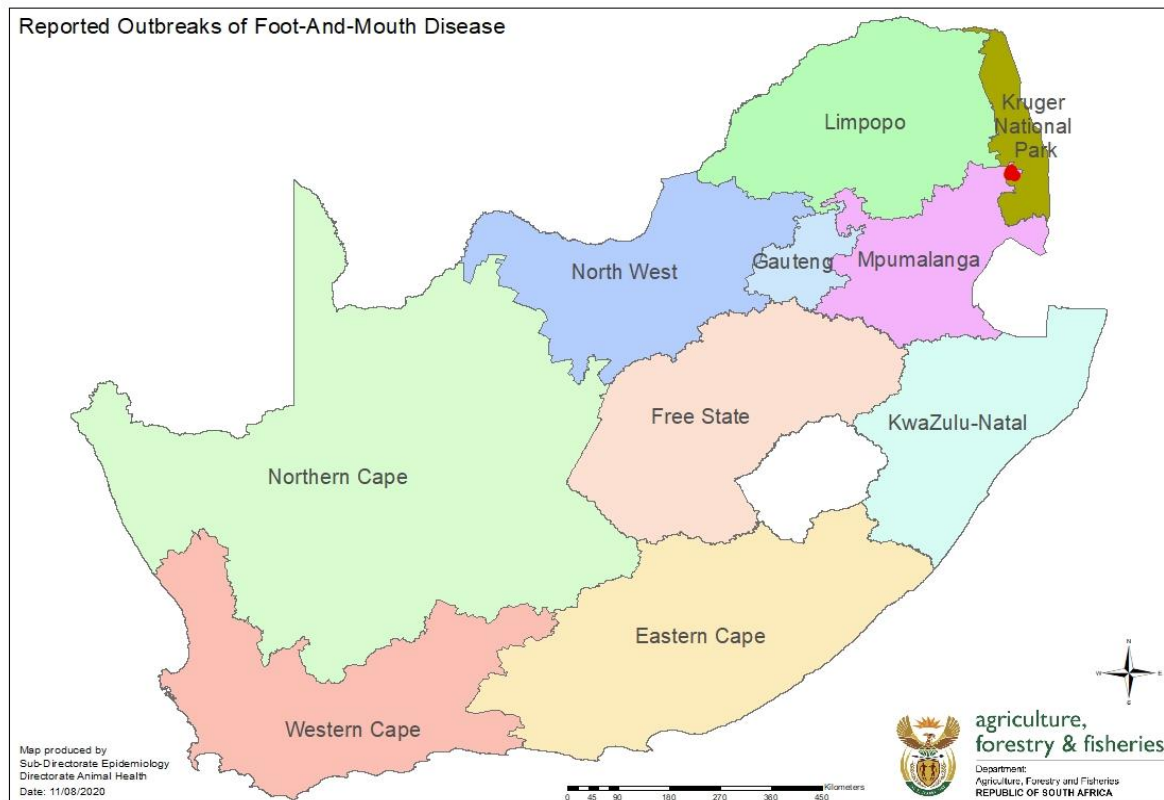 Reported Outbreaks of Foot-And-Mouth Disease
Limpopo
Kruger
National
Park
North West
Gauteng
Mpumalanga
Free State
KwaZulu-Natal
Northern Cape
Eastern Cape
Western Cape
N
W
E
S
Map produced by
Sub-Directorate Epidemiology
Directorate Animal Health
Date: 11/08/2020
Kilometers
0 45 90 180 270 360 450
agriculture,
forestry & fisheries
Department:
Agriculture, Forestry and Fisheries
REPUBLIC OF SOUTH AFRICA